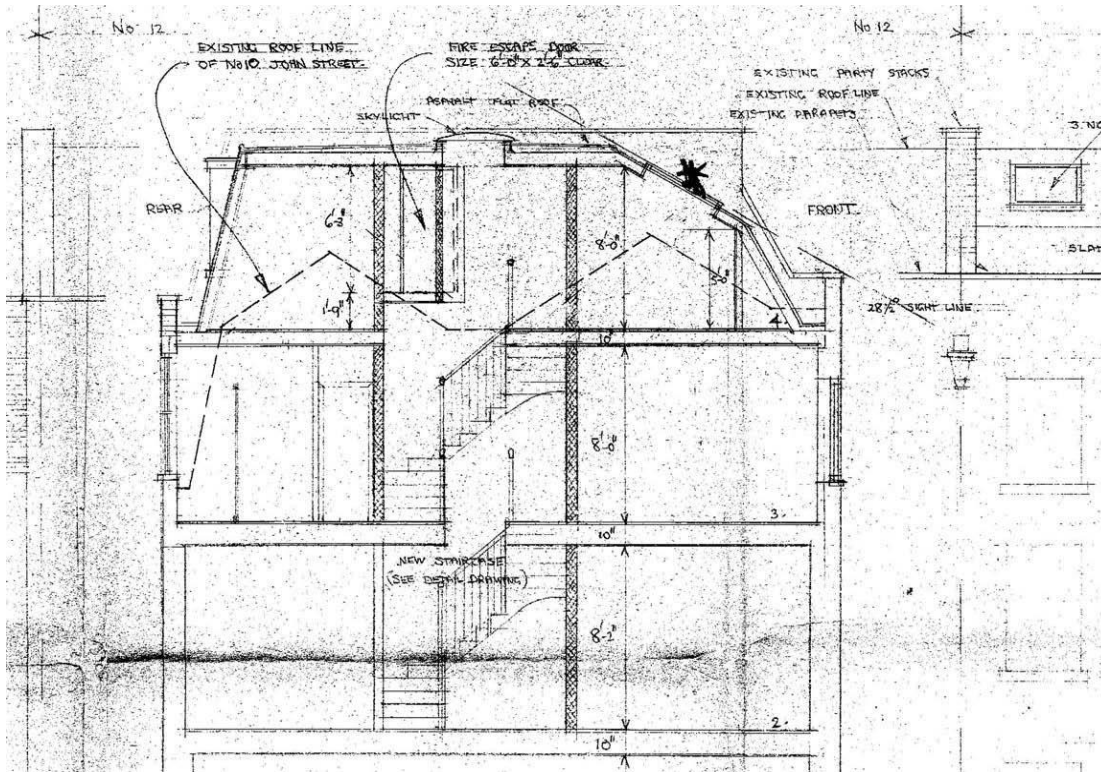 No 12
No 12
EXISTING ROOF LINE
OF No10. JOHN STREET.
FIRE ESCAPE DOOR
SIZE 6'-0" X 2'-6" CLEAR.
SKYLIGHT
ASPHALT FLAT ROOF
EXISTING PARTY STACKS
EXISTING ROOF LINE
EXISTING PARAPETS
3. NO
REAR
FRONT.
6'-3"
8'-0"
5'-0"
1'-9"
SLAT
28½° SIGHT LINE
4.
10"
8'-0"
3.
10"
NEW STAIRCASE
(SEE DETAIL DRAWING)
8'-2"
2.
10"